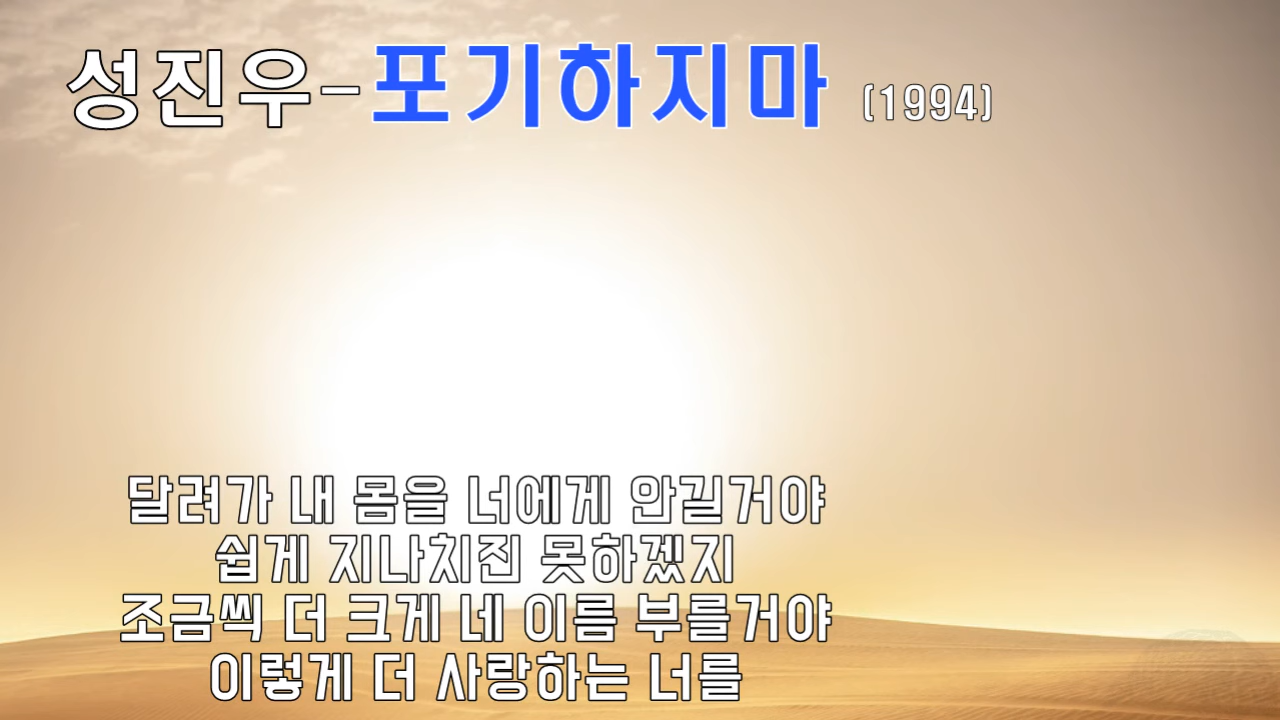 성진우-포기하지마 (1994)
달려가 내 몸을 너에게 안길거야
쉽게 지나치진 못하겠지
조금씩 더 크게 네 이름 부를거야
이렇게 더 사랑하는 너를